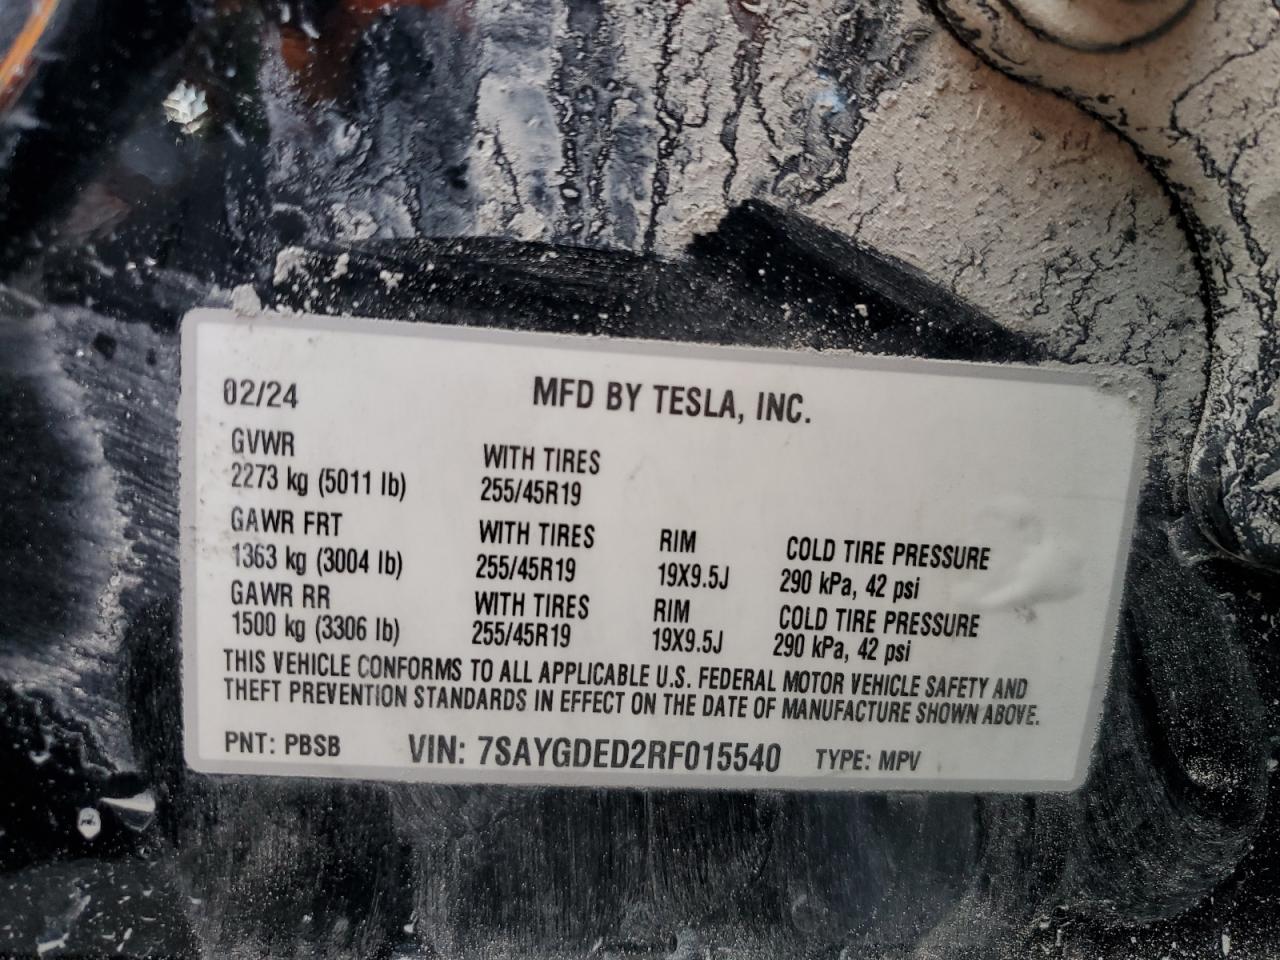 02/24 MFD BY TESLA, INC.
GVWR WITH TIRES
2273 kg (5011 lb) 255/45R19
GAWR FRT WITH TIRES RIM COLD TIRE PRESSURE
1363 kg (3004 lb) 255/45R19 19X9.5J 290 kPa, 42 psi
GAWR RR WITH TIRES RIM COLD TIRE PRESSURE
1500 kg (3306 lb) 255/45R19 19X9.5J 290 kPa, 42 psi
THIS VEHICLE CONFORMS TO ALL APPLICABLE U.S. FEDERAL MOTOR VEHICLE SAFETY AND
THEFT PREVENTION STANDARDS IN EFFECT ON THE DATE OF MANUFACTURE SHOWN ABOVE.
PNT: PBSB VIN: 7SAYGDED2RF015540 TYPE: MPV